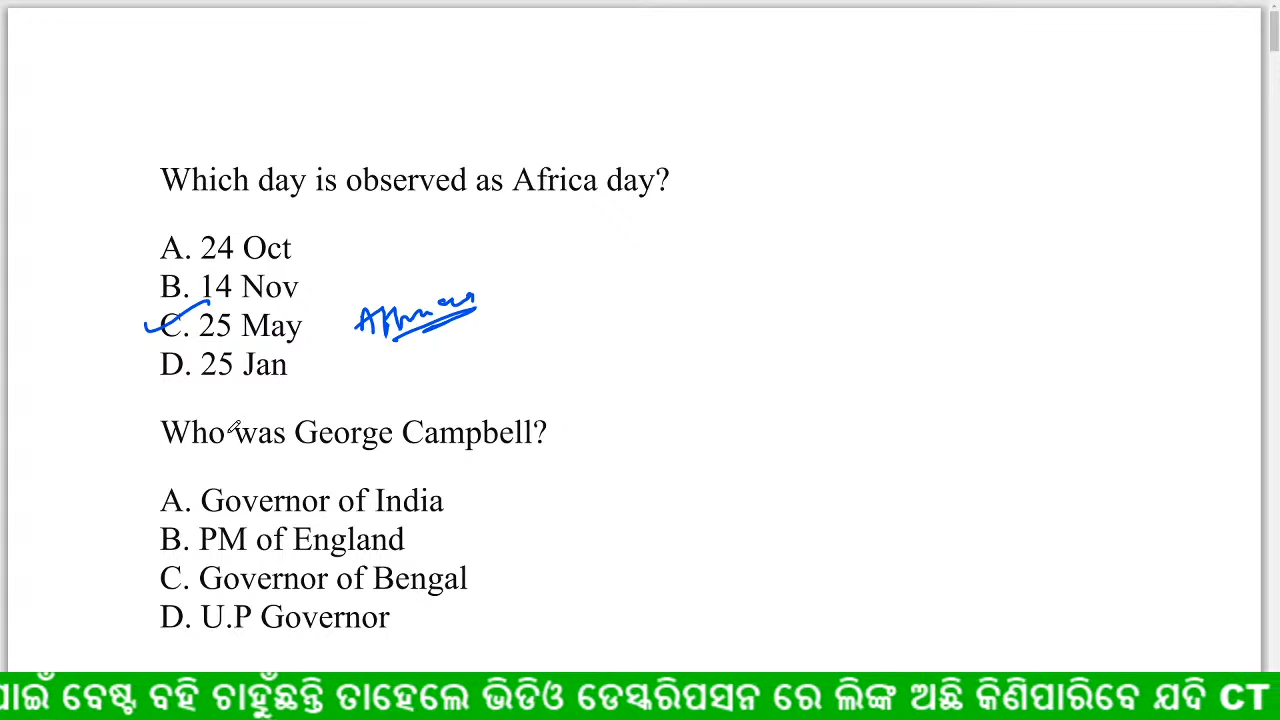 Which day is observed as Africa day?
A. 24 Oct
B. 14 Nov
C. 25 May
D. 25 Jan
Who was George Campbell?
A. Governor of India
B. PM of England
C. Governor of Bengal
D. U.P Governor
ପାଇଁ ବେଷ୍ଟ ବହି ଚାହୁଁଛନ୍ତି ତାହେଲେ ଭିଡିଓ ଡେସ୍କରିପସନ ରେ ଲିଙ୍କ ଅଛି କିଣିପାରିବେ ଯଦି CT